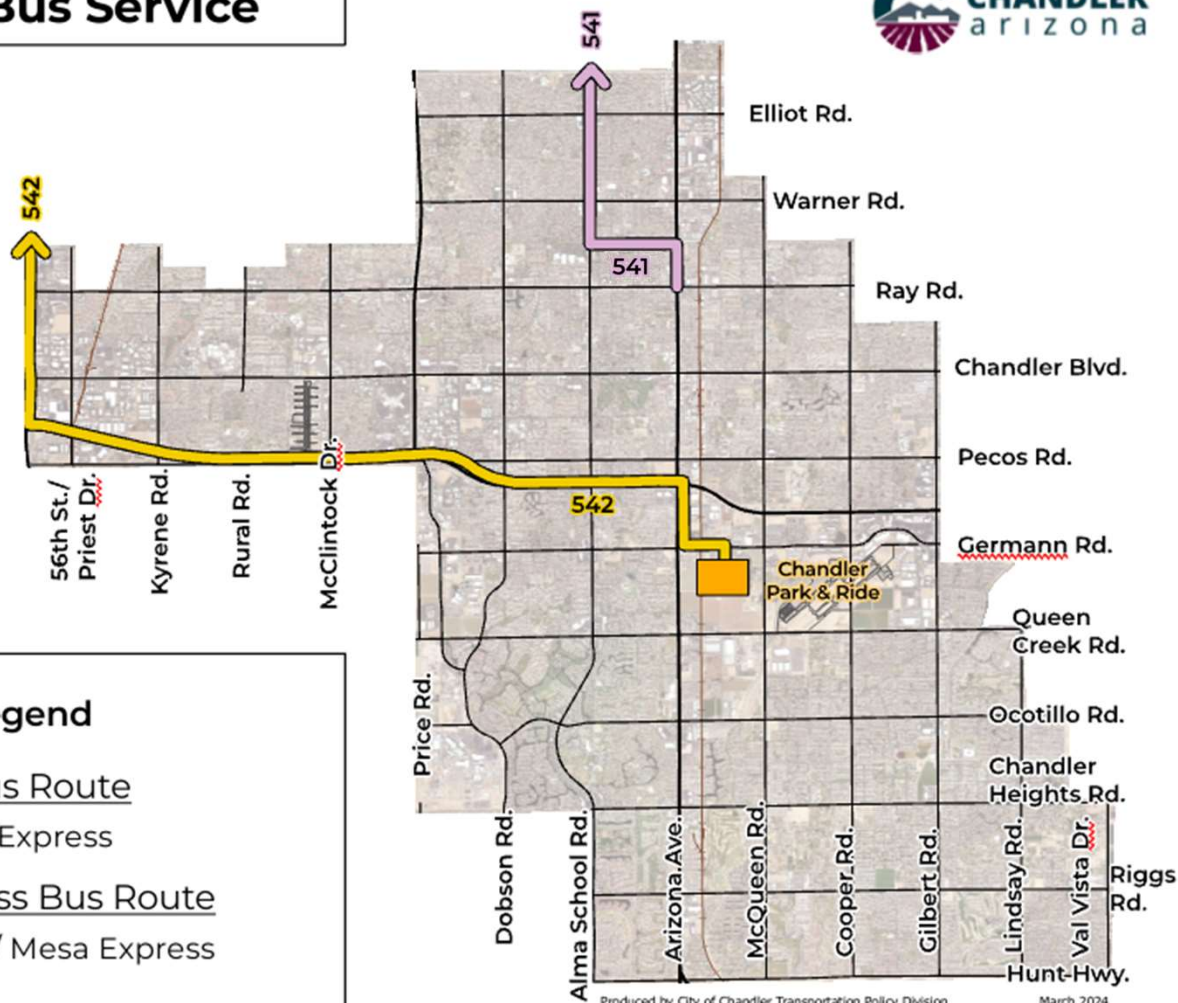 Bus Service
CHANDLER
arizona
541
Elliot Rd.
542
Warner Rd.
541
Ray Rd.
Chandler Blvd.
Pecos Rd.
56th St./
Priest Dr.
Kyrene Rd.
Rural Rd.
McClintock Dr.
542
Germann Rd.
Chandler
Park & Ride
Queen
Creek Rd.
Price Rd.
Ocotillo Rd.
Chandler
Heights Rd.
Dobson Rd.
Alma School Rd.
Arizona Ave.
McQueen Rd.
Cooper Rd.
Gilbert Rd.
Lindsay Rd.
Val Vista Dr.
Riggs
Rd.
Hunt Hwy.
egend
s Route
Express
ss Bus Route
/ Mesa Express
Produced by City of Chandler Transportation Policy Division
March 2024